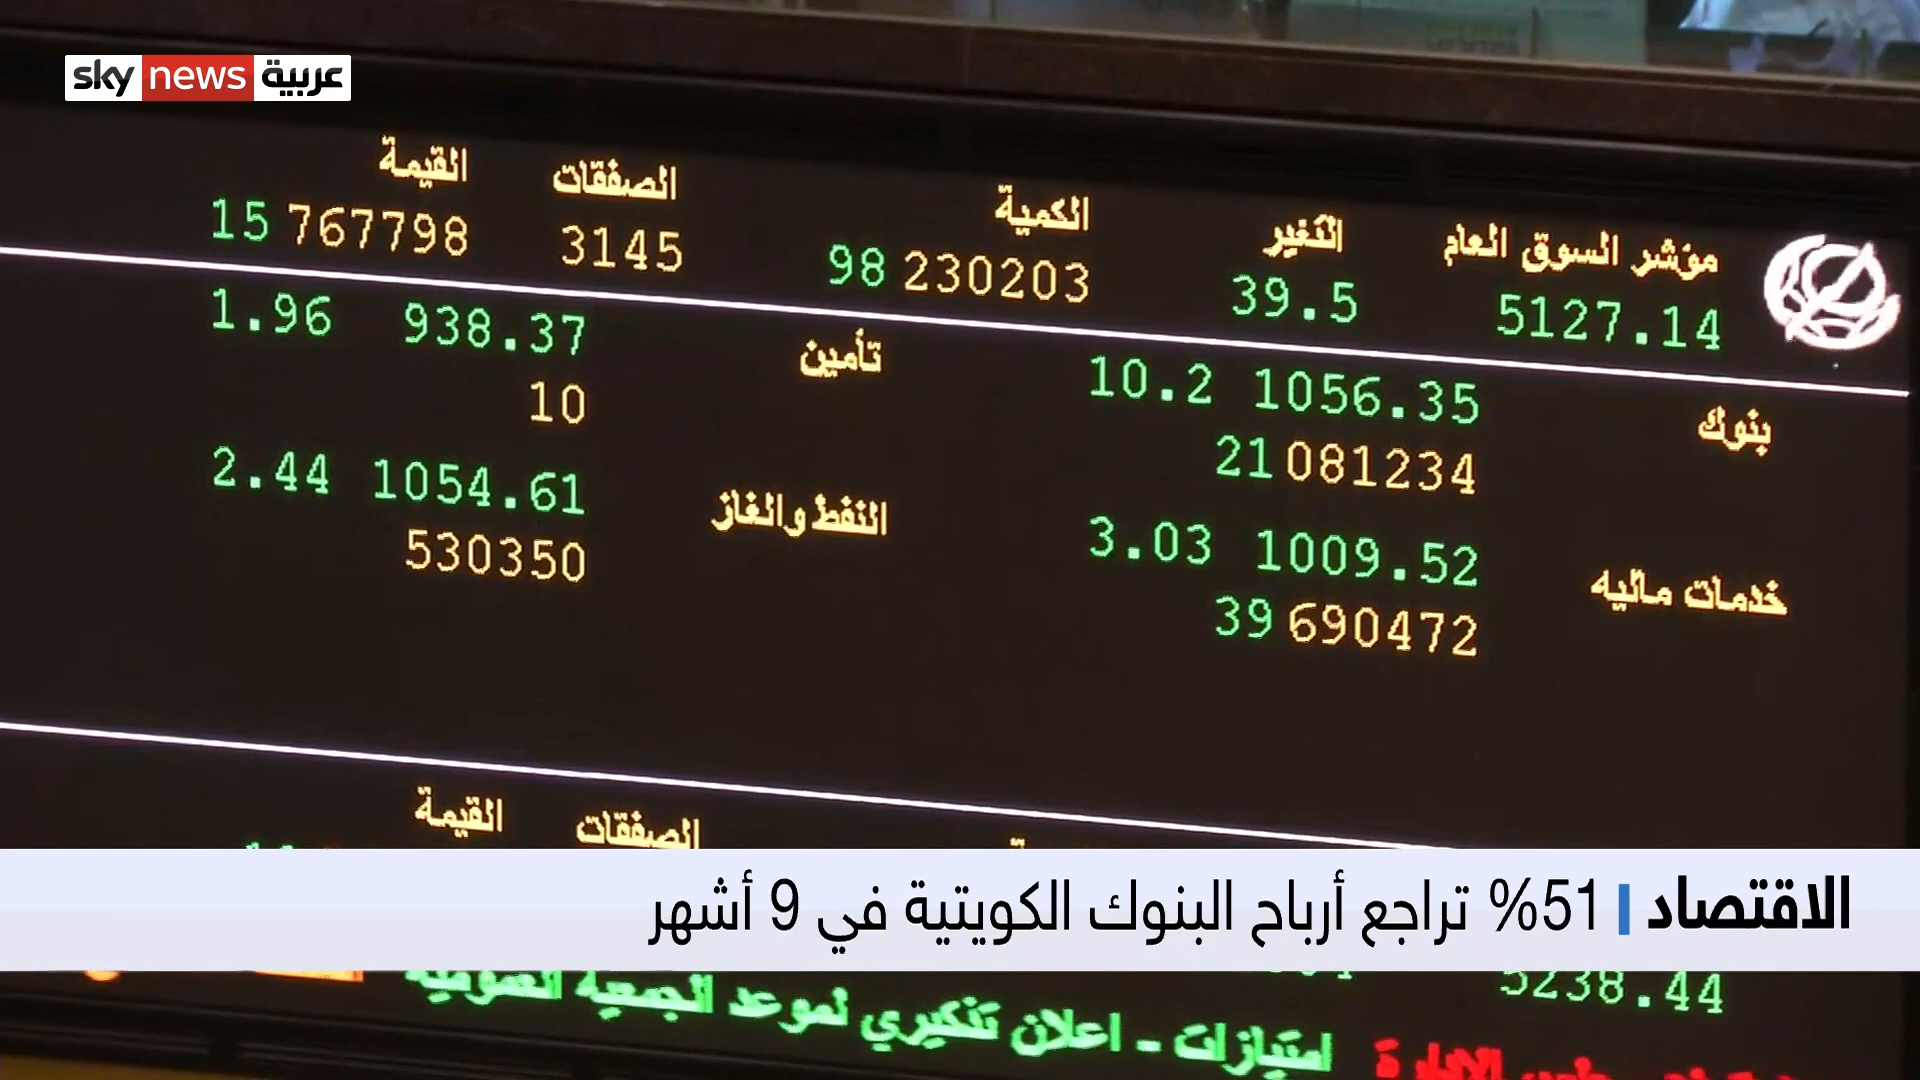 sky news عربية
مؤشر السوق العام التغير الكمية الصفقات القيمة
5127.14 39.5 98 230203 3145 15 767798
بنوك 10.2 1056.35 تأمين 1.96 938.37
21 081234 10
خدمات ماليه 3.03 1009.52 النفط والغاز 2.44 1054.61
39 690472 530350
الصفقات القيمة
الاقتصاد 51% تراجع أرباح البنوك الكويتية في 9 أشهر
5238.44
امتيازات - اعلان تذكيري لموعد الجمعية العمومية